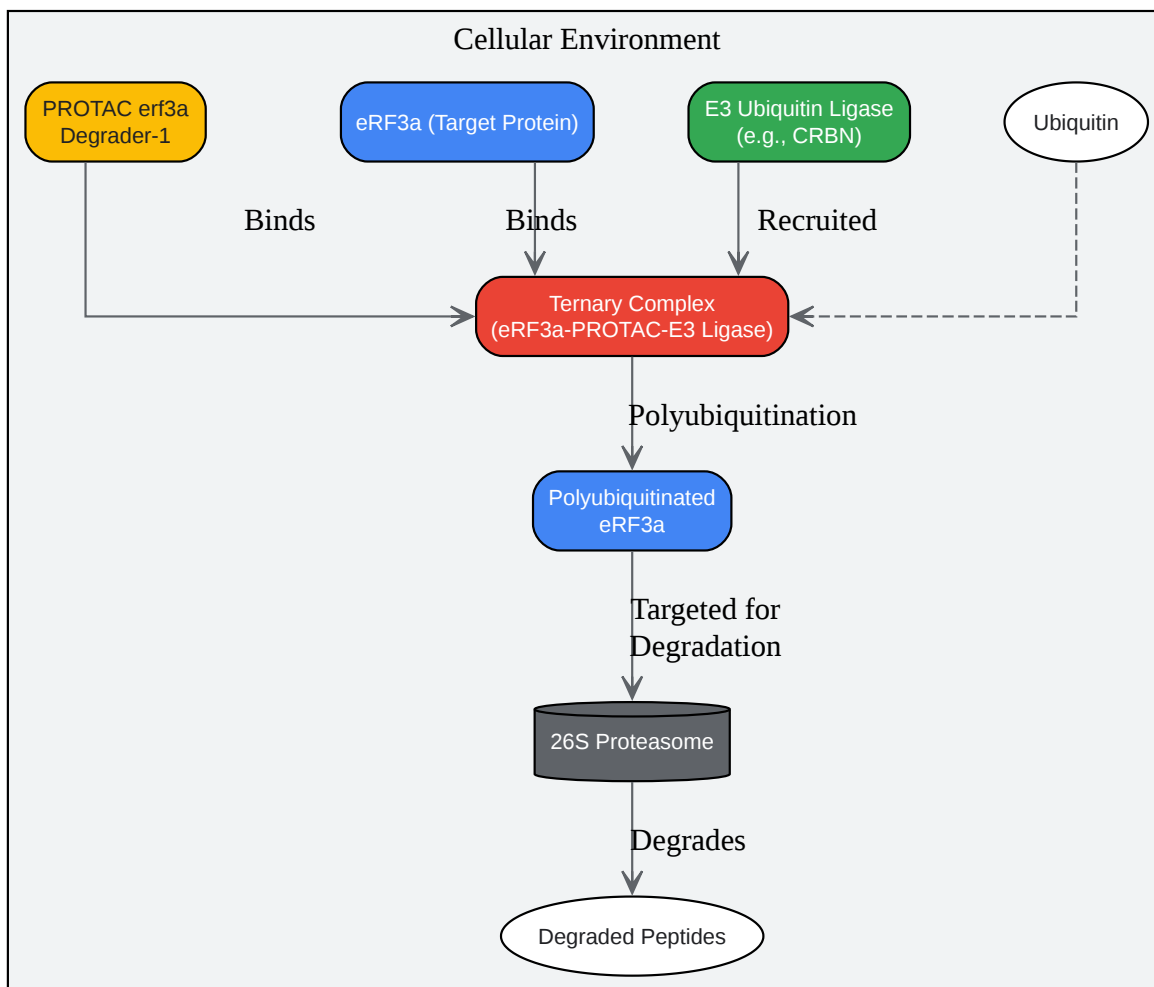 Cellular Environment
PROTAC erf3a
Degrader-1
eRF3a (Target Protein)
E3 Ubiquitin Ligase
(e.g., CRBN)
Ubiquitin
Binds
Binds
Recruited
Ternary Complex
(eRF3a-PROTAC-E3 Ligase)
Polyubiquitination
Polyubiquitinated
eRF3a
Targeted for
Degradation
26S Proteasome
Degrades
Degraded Peptides